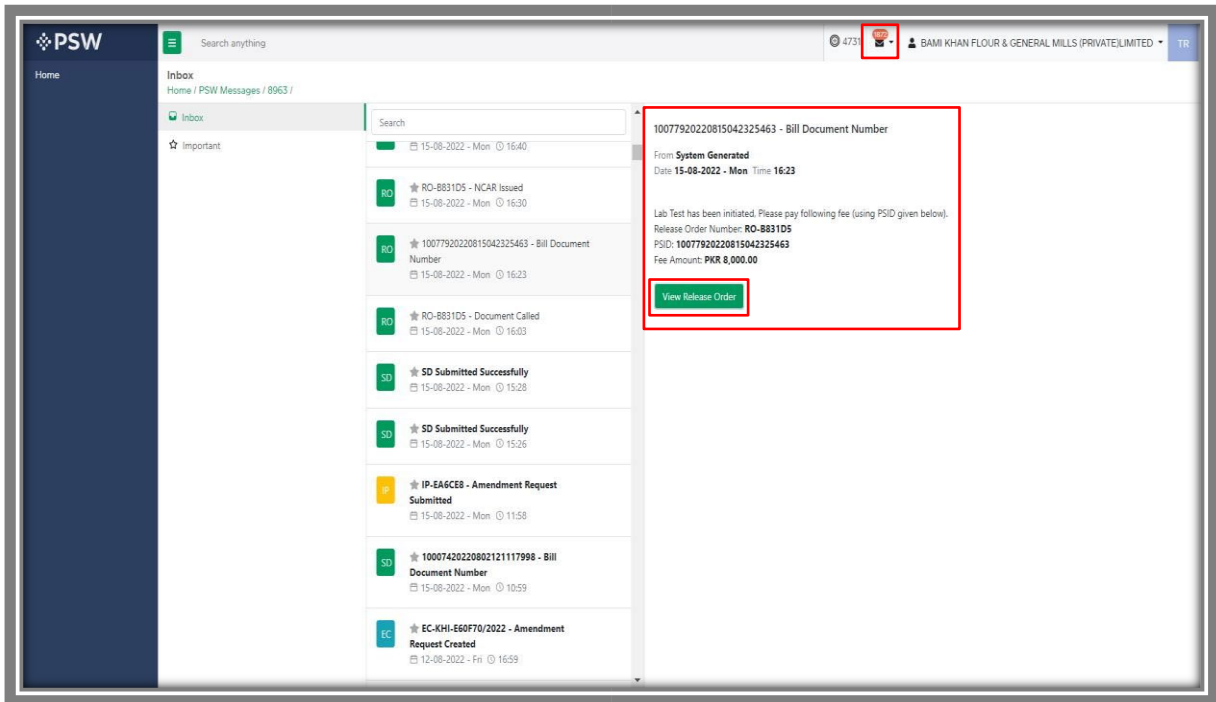 PSW
Search anything
4731
1872
BAMI KHAN FLOUR & GENERAL MILLS (PRIVATE)LIMITED
TR
Home
Inbox
Home / PSW Messages / 8963 /
Inbox
Important
Search
15-08-2022 - Mon 16:40
RO
RO-B831D5 - NCAR Issued
15-08-2022 - Mon 16:30
RO
10077920220815042325463 - Bill Document
Number
15-08-2022 - Mon 16:23
RO
RO-B831D5 - Document Called
15-08-2022 - Mon 16:03
SD
SD Submitted Successfully
15-08-2022 - Mon 15:28
SD
SD Submitted Successfully
15-08-2022 - Mon 15:26
IP
IP-EA6CE8 - Amendment Request
Submitted
15-08-2022 - Mon 11:58
SD
10007420220802121117998 - Bill
Document Number
15-08-2022 - Mon 10:59
EC
EC-KHI-E60F70/2022 - Amendment
Request Created
12-08-2022 - Fri 16:59
10077920220815042325463 - Bill Document Number
From System Generated
Date 15-08-2022 - Mon Time 16:23
Lab Test has been initiated. Please pay following fee (using PSID given below).
Release Order Number: RO-B831D5
PSID: 10077920220815042325463
Fee Amount: PKR 8,000.00
View Release Order